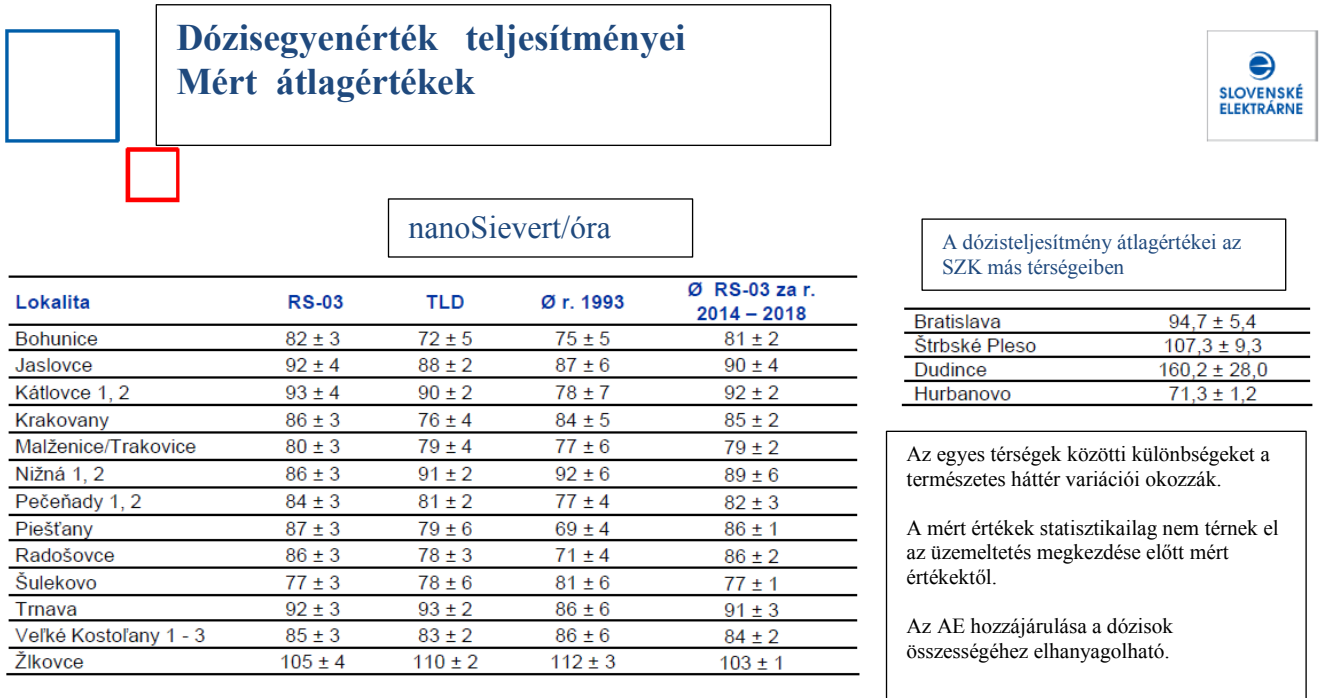 Dózisegyenérték teljesítményei
Mért átlagértékek
SLOVENSKÉ
ELEKTRÁRNE
nanoSievert/óra
A dózisteljesítmény átlagértékei az
SZK más térségeiben
Lokalita RS-03 TLD Ø r. 1993 Ø RS-03 za r.
2014 – 2018
Bohunice 82 ± 3 72 ± 5 75 ± 5 81 ± 2
Jaslovce 92 ± 4 88 ± 2 87 ± 6 90 ± 4
Kátlovce 1, 2 93 ± 4 90 ± 2 78 ± 7 92 ± 2
Krakovany 86 ± 3 76 ± 4 84 ± 5 85 ± 2
Malženice/Trakovice 80 ± 3 79 ± 4 77 ± 6 79 ± 2
Nižná 1, 2 86 ± 3 91 ± 2 92 ± 6 89 ± 6
Pečeňady 1, 2 84 ± 3 81 ± 2 77 ± 4 82 ± 3
Piešťany 87 ± 3 79 ± 6 69 ± 4 86 ± 1
Radošovce 86 ± 3 78 ± 3 71 ± 4 86 ± 2
Šulekovo 77 ± 3 78 ± 6 81 ± 6 77 ± 1
Trnava 92 ± 3 93 ± 2 86 ± 6 91 ± 3
Veľké Kostoľany 1 - 3 85 ± 3 83 ± 2 86 ± 6 84 ± 2
Žlkovce 105 ± 4 110 ± 2 112 ± 3 103 ± 1
Bratislava 94,7 ± 5,4
Štrbské Pleso 107,3 ± 9,3
Dudince 160,2 ± 28,0
Hurbanovo 71,3 ± 1,2
Az egyes térségek közötti különbségeket a
természetes háttér variációi okozzák.
A mért értékek statisztikailag nem térnek el
az üzemeltetés megkezdése előtt mért
értékektől.
Az AE hozzájárulása a dózisok
összességéhez elhanyagolható.